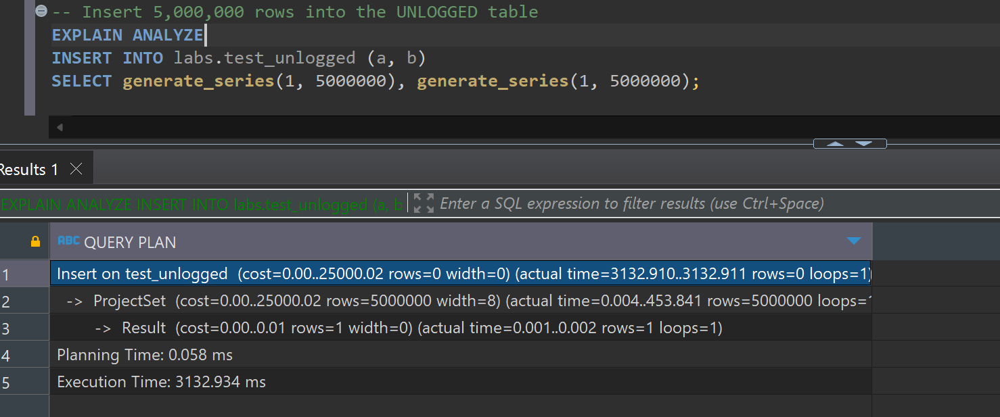 -- Insert 5,000,000 rows into the UNLOGGED table
EXPLAIN ANALYZE
INSERT INTO labs.test_unlogged (a, b)
SELECT generate_series(1, 5000000), generate_series(1, 5000000);
Results 1
EXPLAIN ANALYZE INSERT INTO labs.test_unlogged (a, b
Enter a SQL expression to filter results (use Ctrl+Space)
ABC QUERY PLAN
1 Insert on test_unlogged (cost=0.00..25000.02 rows=0 width=0) (actual time=3132.910..3132.911 rows=0 loops=1)
2 -> ProjectSet (cost=0.00..25000.02 rows=5000000 width=8) (actual time=0.004..453.841 rows=5000000 loops=1
3 -> Result (cost=0.00..0.01 rows=1 width=0) (actual time=0.001..0.002 rows=1 loops=1)
4 Planning Time: 0.058 ms
5 Execution Time: 3132.934 ms